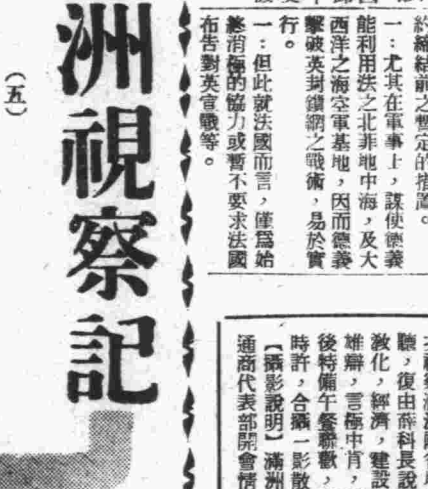 約締結前之暫定的措置。
一：尤其在軍事上，謀使德義
能利用法之北非地中海，及大
西洋之海空軍基地，因而德義
擊破英封鎖網之戰術，易於實
行。
一：但此就法國而言，僅爲始
終消極的協力或暫不要求法國
布告對英宣戰等。
洲視察記
（五）
聽，復由薛科長說
教化，經濟，建設
雄辯，言極中肯，
後特備午餐聯歡，
時許，合攝一影散
【攝影說明】滿洲
通商代表部開會情